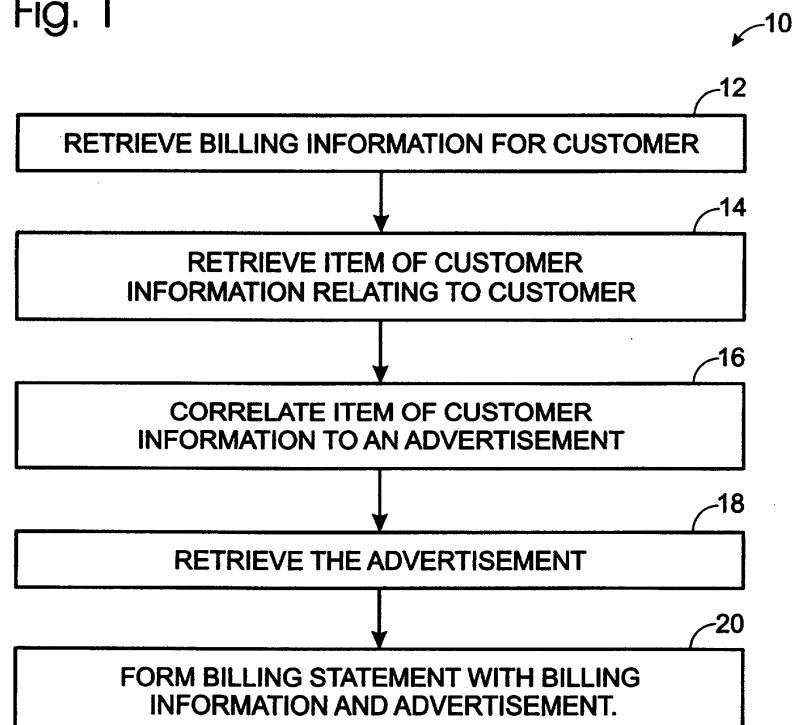 Fig. 1
10
12
RETRIEVE BILLING INFORMATION FOR CUSTOMER
14
RETRIEVE ITEM OF CUSTOMER
INFORMATION RELATING TO CUSTOMER
16
CORRELATE ITEM OF CUSTOMER
INFORMATION TO AN ADVERTISEMENT
18
RETRIEVE THE ADVERTISEMENT
20
FORM BILLING STATEMENT WITH BILLING
INFORMATION AND ADVERTISEMENT.